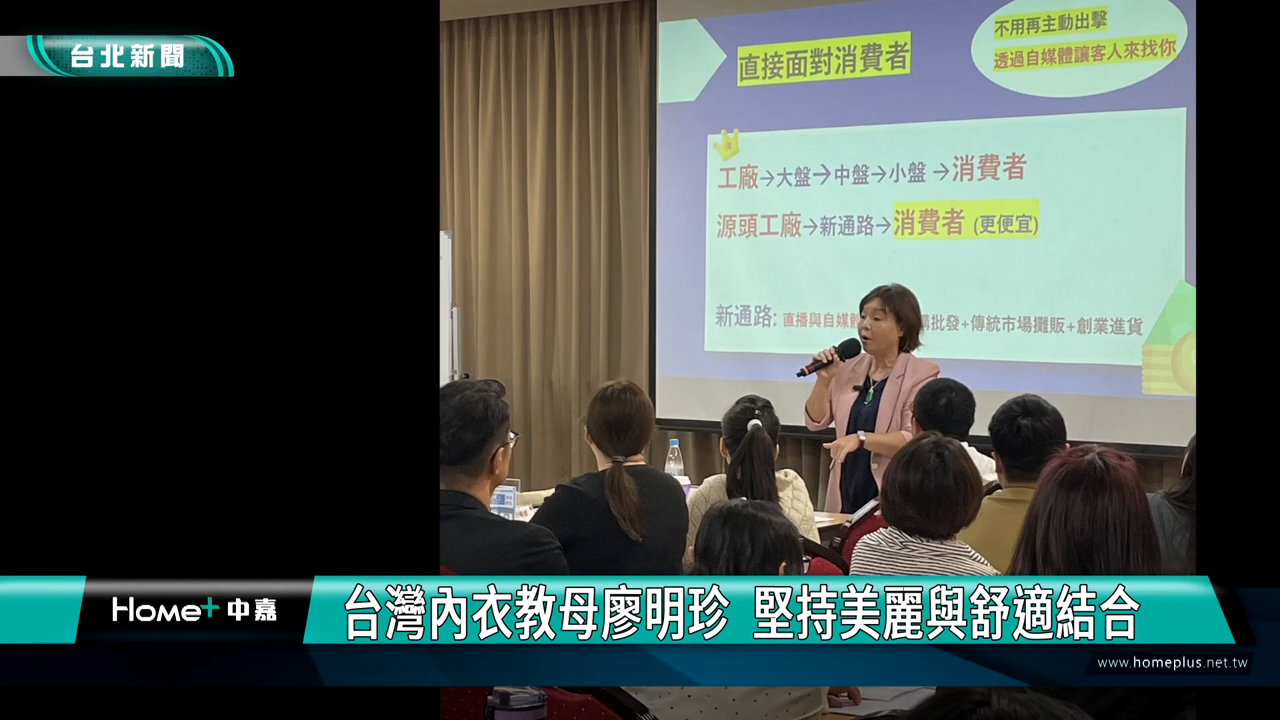 台北新聞
直接面對消費者
不用再主動出擊
透過自媒體讓客人來找你
工廠→大盤→中盤→小盤→消費者
源頭工廠→新通路→消費者 (更便宜)
新通路: 直播與自媒體 批發+傳統市場攤販+創業進貨
Home+ 中嘉
台灣內衣教母廖明珍 堅持美麗與舒適結合
www.homeplus.net.tw